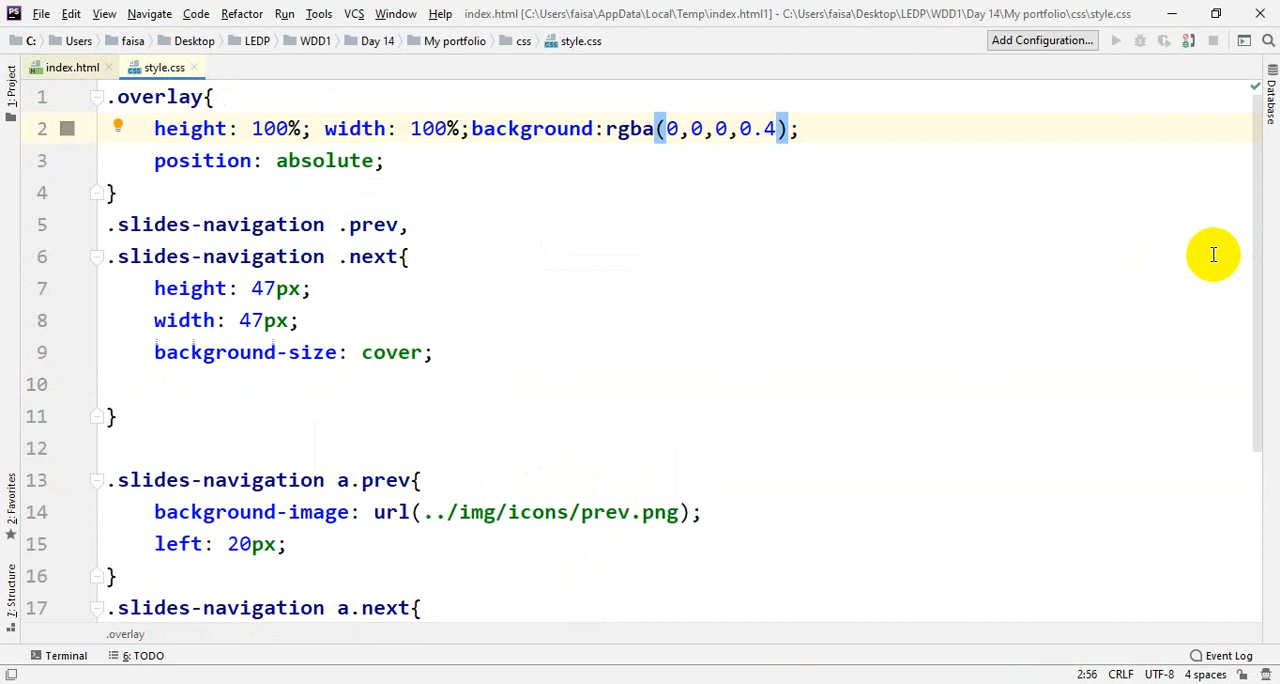 PS File Edit View Navigate Code Refactor Run Tools VCS Window Help index.html [C:\Users\faisa\AppData\Local\Temp\index.html1] - C:\Users\faisa\Desktop\LEDP\WDD1\Day 14\My portfolio\css\style.css
C: Users faisa Desktop LEDP WDD1 Day 14 My portfolio css style.css Add Configuration...
index.html style.css
1: Project
Database
1 .overlay{
2 height: 100%; width: 100%;background:rgba(0,0,0,0.4);
3 position: absolute;
4 }
5 .slides-navigation .prev,
6 .slides-navigation .next{
7 height: 47px;
8 width: 47px;
9 background-size: cover;
10
11 }
12
13 .slides-navigation a.prev{
14 background-image: url(../img/icons/prev.png);
15 left: 20px;
16 }
17 .slides-navigation a.next{
2: Favorites
7: Structure
.overlay
Terminal 6: TODO Event Log
2:56 CRLF UTF-8 4 spaces